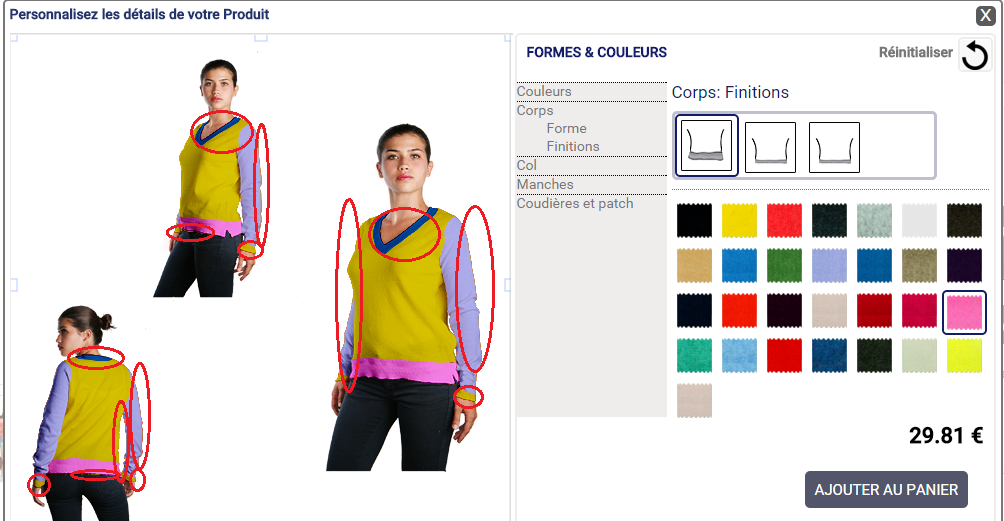 Personnalisez les détails de votre Produit
X
FORMES & COULEURS
Réinitialiser
Couleurs
Corps
Forme
Finitions
Col
Manches
Coudières et patch
Corps: Finitions
29.81 €
AJOUTER AU PANIER